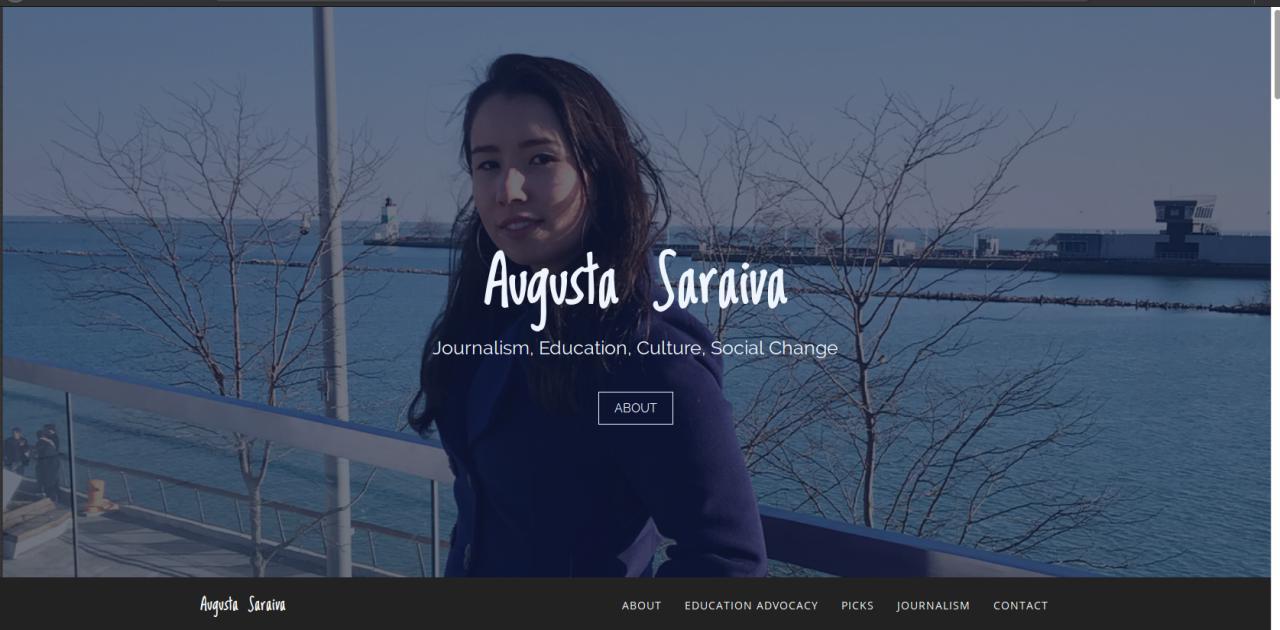 Augusta Saraiva
Journalism, Education, Culture, Social Change
ABOUT
Augusta Saraiva
ABOUT EDUCATION ADVOCACY PICKS JOURNALISM CONTACT